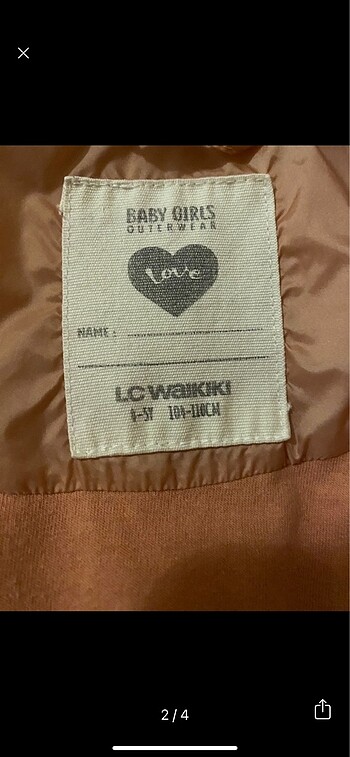 BABY GIRLS
OUTERWEAR
Love
NAME :
LC WAIKIKI
4-5Y 104-110CM
2/4